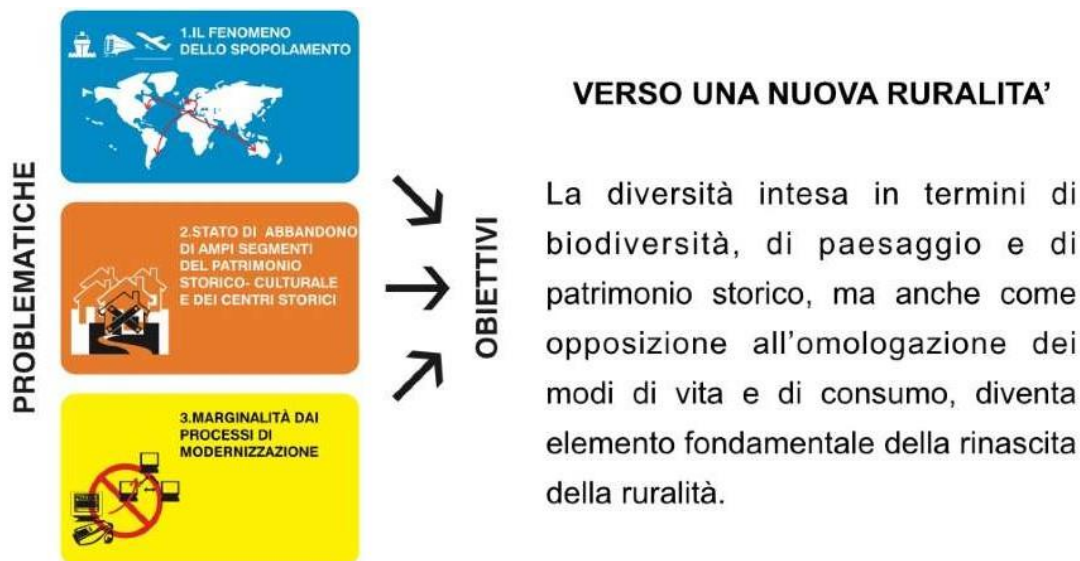 PROBLEMATICHE
1.IL FENOMENO
DELLO SPOPOLAMENTO
2.STATO DI ABBANDONO
DI AMPI SEGMENTI
DEL PATRIMONIO
STORICO- CULTURALE
E DEI CENTRI STORICI
3.MARGINALITÀ DAI
PROCESSI DI
MODERNIZZAZIONE
OBIETTIVI
VERSO UNA NUOVA RURALITA’
La diversità intesa in termini di
biodiversità, di paesaggio e di
patrimonio storico, ma anche come
opposizione all’omologazione dei
modi di vita e di consumo, diventa
elemento fondamentale della rinascita
della ruralità.